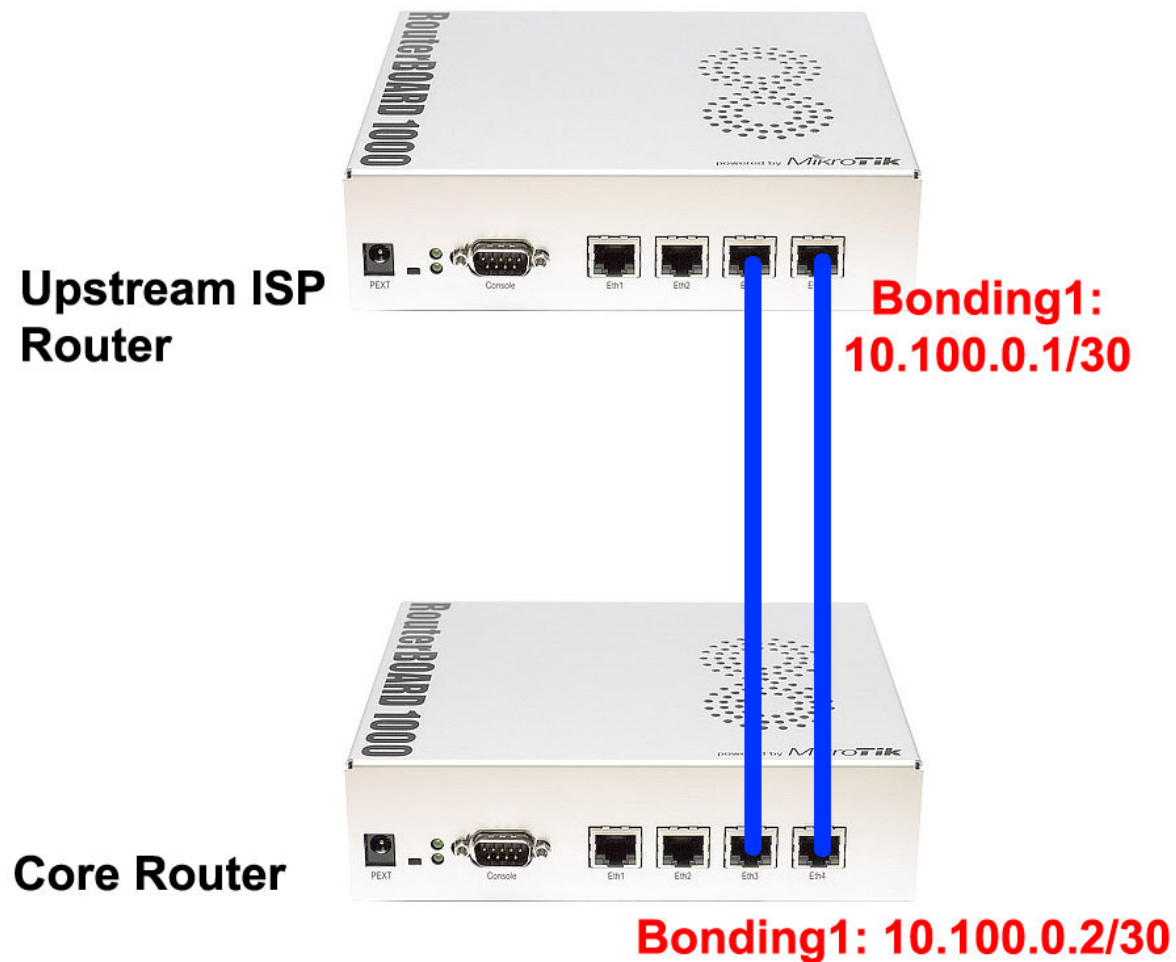 RouterBOARD 1000
powered by MikroTik
PEXT
Console
Eth1
Eth2
Upstream ISP
Router
Bonding1:
10.100.0.1/30
RouterBOARD 1000
powered by MikroTik
PEXT
Console
Eth1
Eth2
Eth3
Eth4
Core Router
Bonding1: 10.100.0.2/30